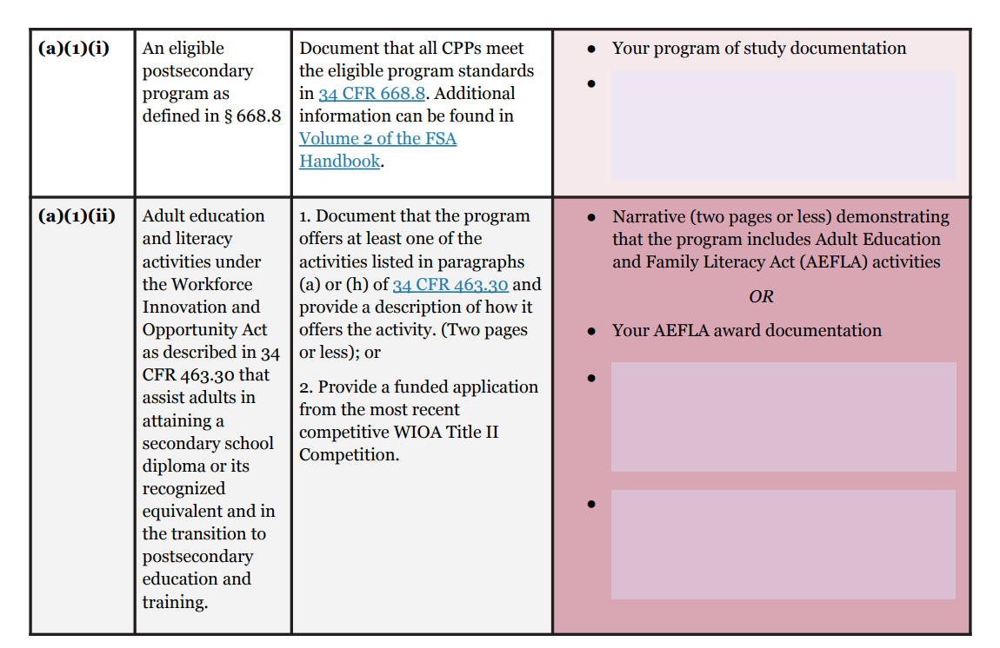 (a)(1)(i)
An eligible
postsecondary
program as
defined in § 668.8
Document that all CPPs meet
the eligible program standards
in 34 CFR 668.8. Additional
information can be found in
Volume 2 of the FSA
Handbook.
● Your program of study documentation
●
(a)(1)(ii)
Adult education
and literacy
activities under
the Workforce
Innovation and
Opportunity Act
as described in 34
CFR 463.30 that
assist adults in
attaining a
secondary school
diploma or its
recognized
equivalent and in
the transition to
postsecondary
education and
training.
1. Document that the program
offers at least one of the
activities listed in paragraphs
(a) or (h) of 34 CFR 463.30 and
provide a description of how it
offers the activity. (Two pages
or less); or
2. Provide a funded application
from the most recent
competitive WIOA Title II
Competition.
● Narrative (two pages or less) demonstrating
that the program includes Adult Education
and Family Literacy Act (AEFLA) activities
OR
● Your AEFLA award documentation
●
●